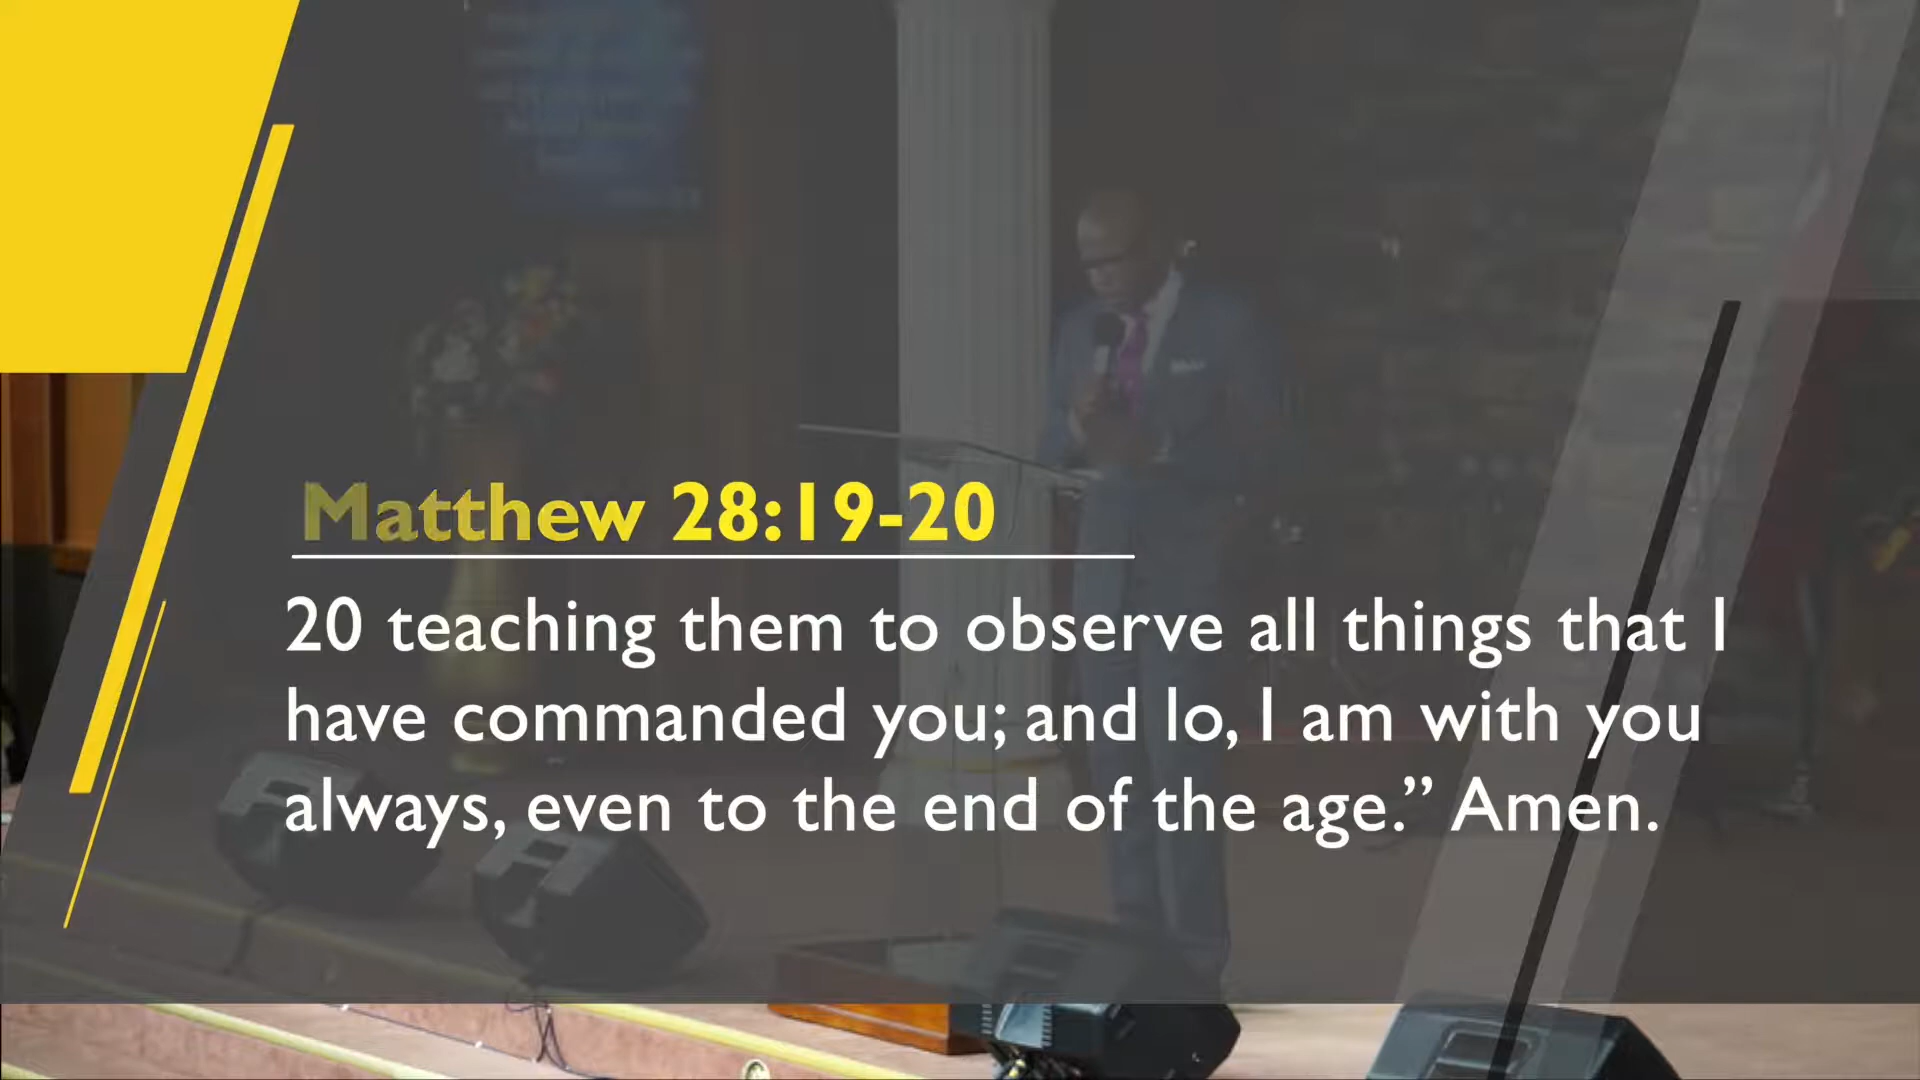 Matthew 28:19-20
20 teaching them to observe all things that I
have commanded you; and lo, I am with you
always, even to the end of the age.” Amen.